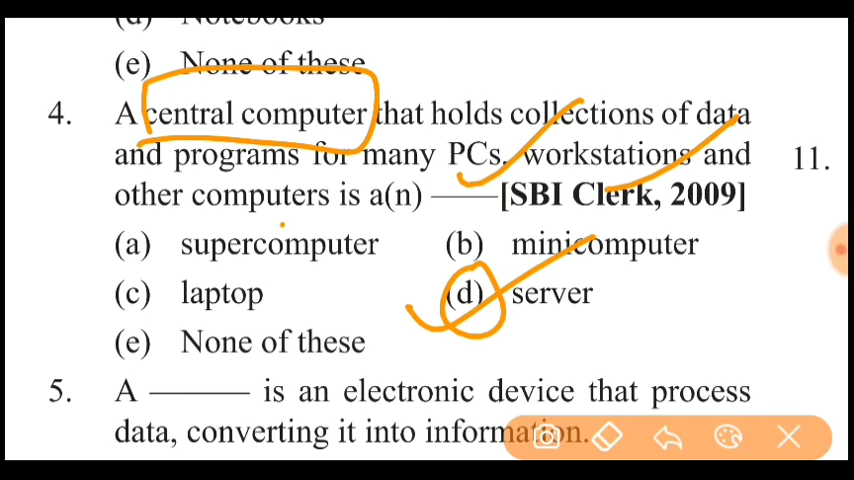 (d) Notebooks
(e) None of these
4. A central computer that holds collections of data
and programs for many PCs, workstations and
other computers is a(n) ——[SBI Clerk, 2009]
(a) supercomputer (b) minicomputer
(c) laptop (d) server
(e) None of these
5. A ——— is an electronic device that process
data, converting it into information.
11.